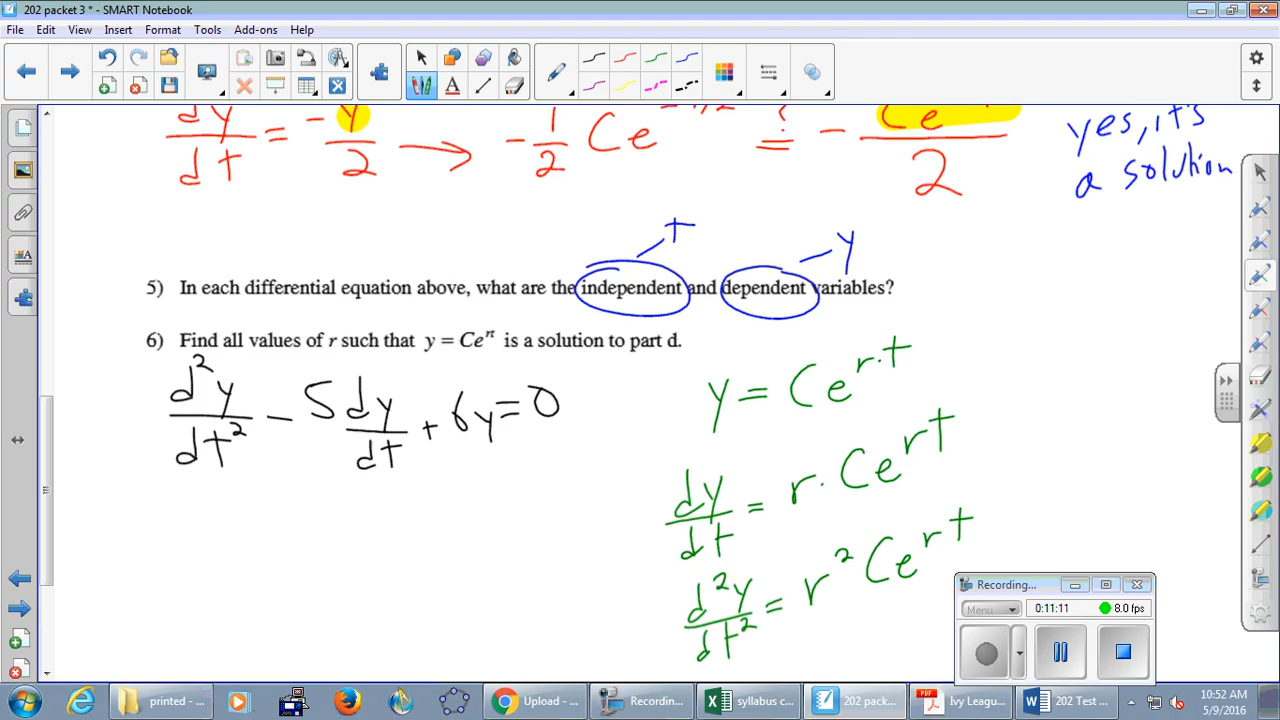 202 packet 3 * - SMART Notebook
File Edit View Insert Format Tools Add-ons Help
dy/dt = -y/2 → -1/2 Ce ≟ - Ce/2
yes, it's
a solution
t
y
5) In each differential equation above, what are the independent and dependent variables?
6) Find all values of r such that y = Ce^rt is a solution to part d.
d²y/dt² - 5 dy/dt + 6y = 0
y = Ce^r·t
dy/dt = r·Ce^rt
d²y/dt² = r²Ce^rt
Recording...
Menu 0:11:11 8.0 fps
printed - ... Upload - ... Recordin... syllabus c... 202 pack... Ivy Leagu... 202 Test ...
10:52 AM
5/9/2016